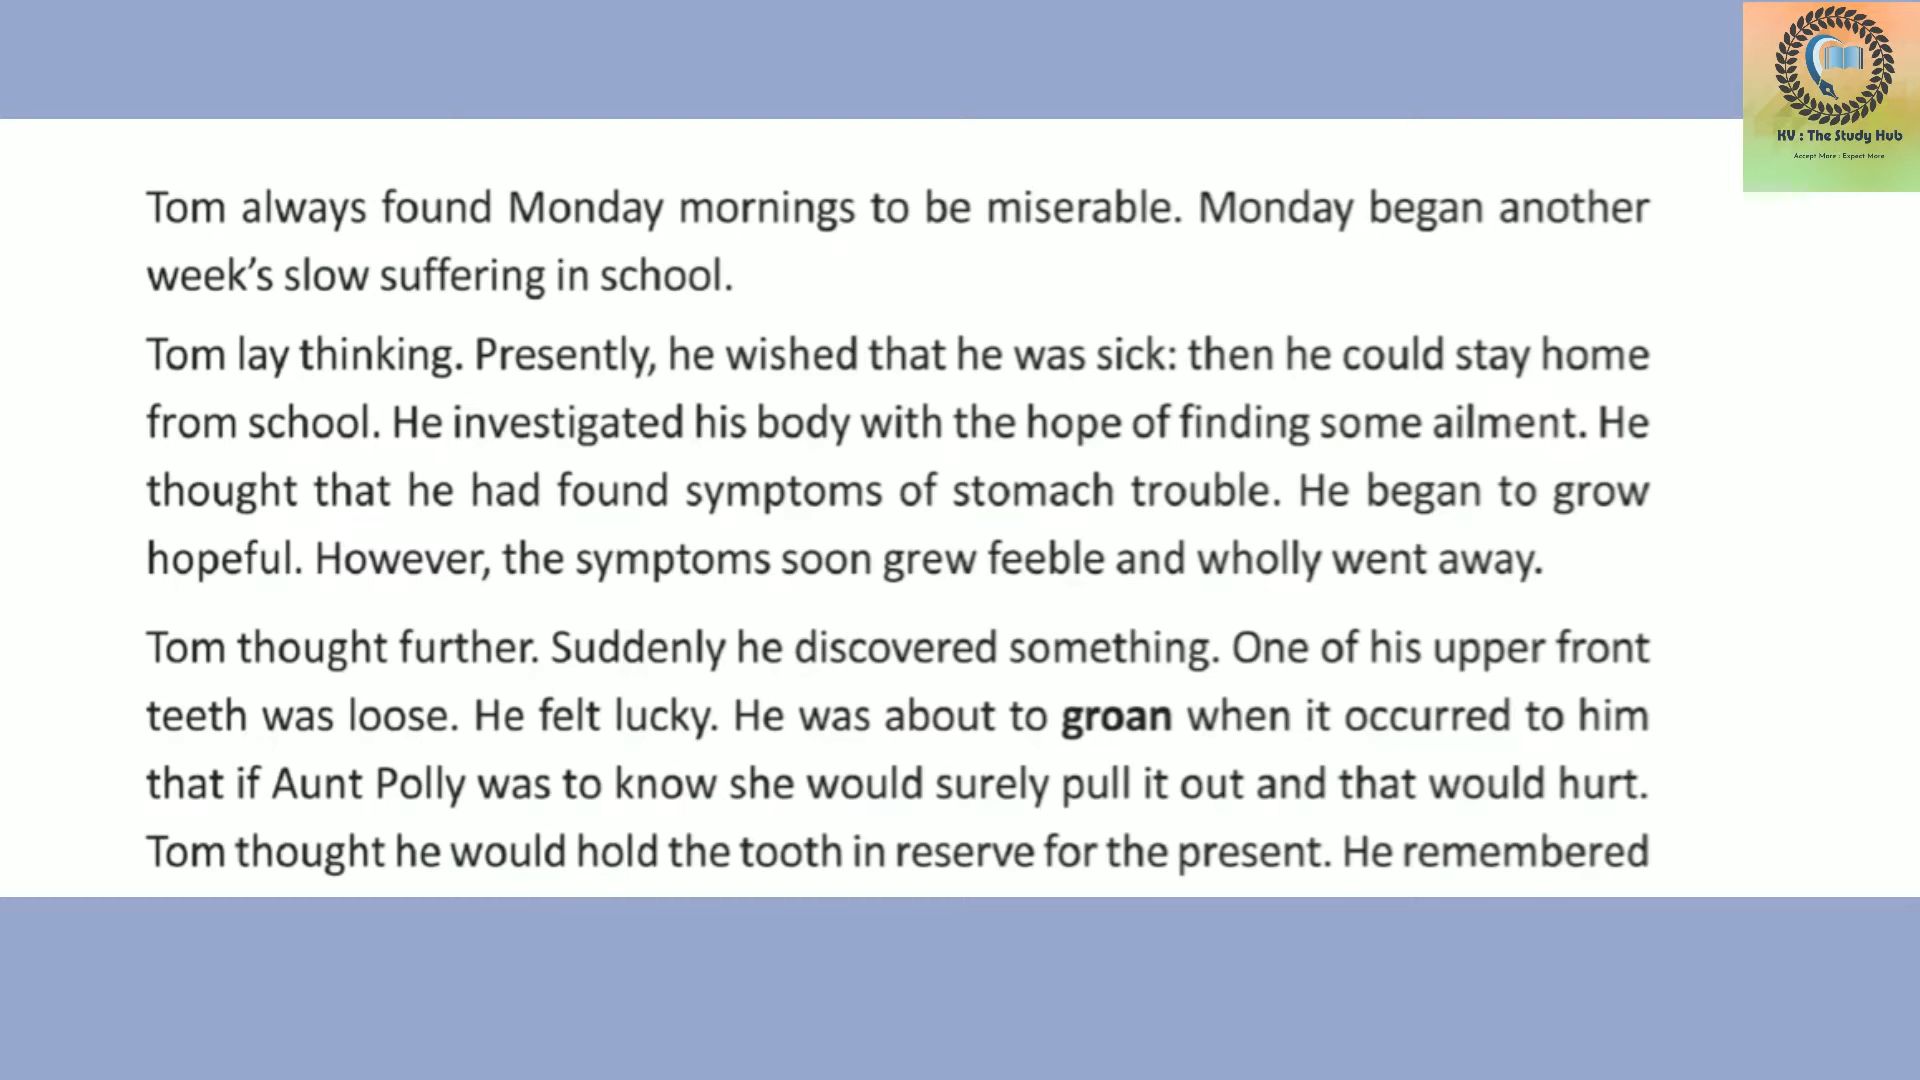 KV : The Study Hub
Accept More : Expect More
Tom always found Monday mornings to be miserable. Monday began another
week’s slow suffering in school.
Tom lay thinking. Presently, he wished that he was sick: then he could stay home
from school. He investigated his body with the hope of finding some ailment. He
thought that he had found symptoms of stomach trouble. He began to grow
hopeful. However, the symptoms soon grew feeble and wholly went away.
Tom thought further. Suddenly he discovered something. One of his upper front
teeth was loose. He felt lucky. He was about to groan when it occurred to him
that if Aunt Polly was to know she would surely pull it out and that would hurt.
Tom thought he would hold the tooth in reserve for the present. He remembered